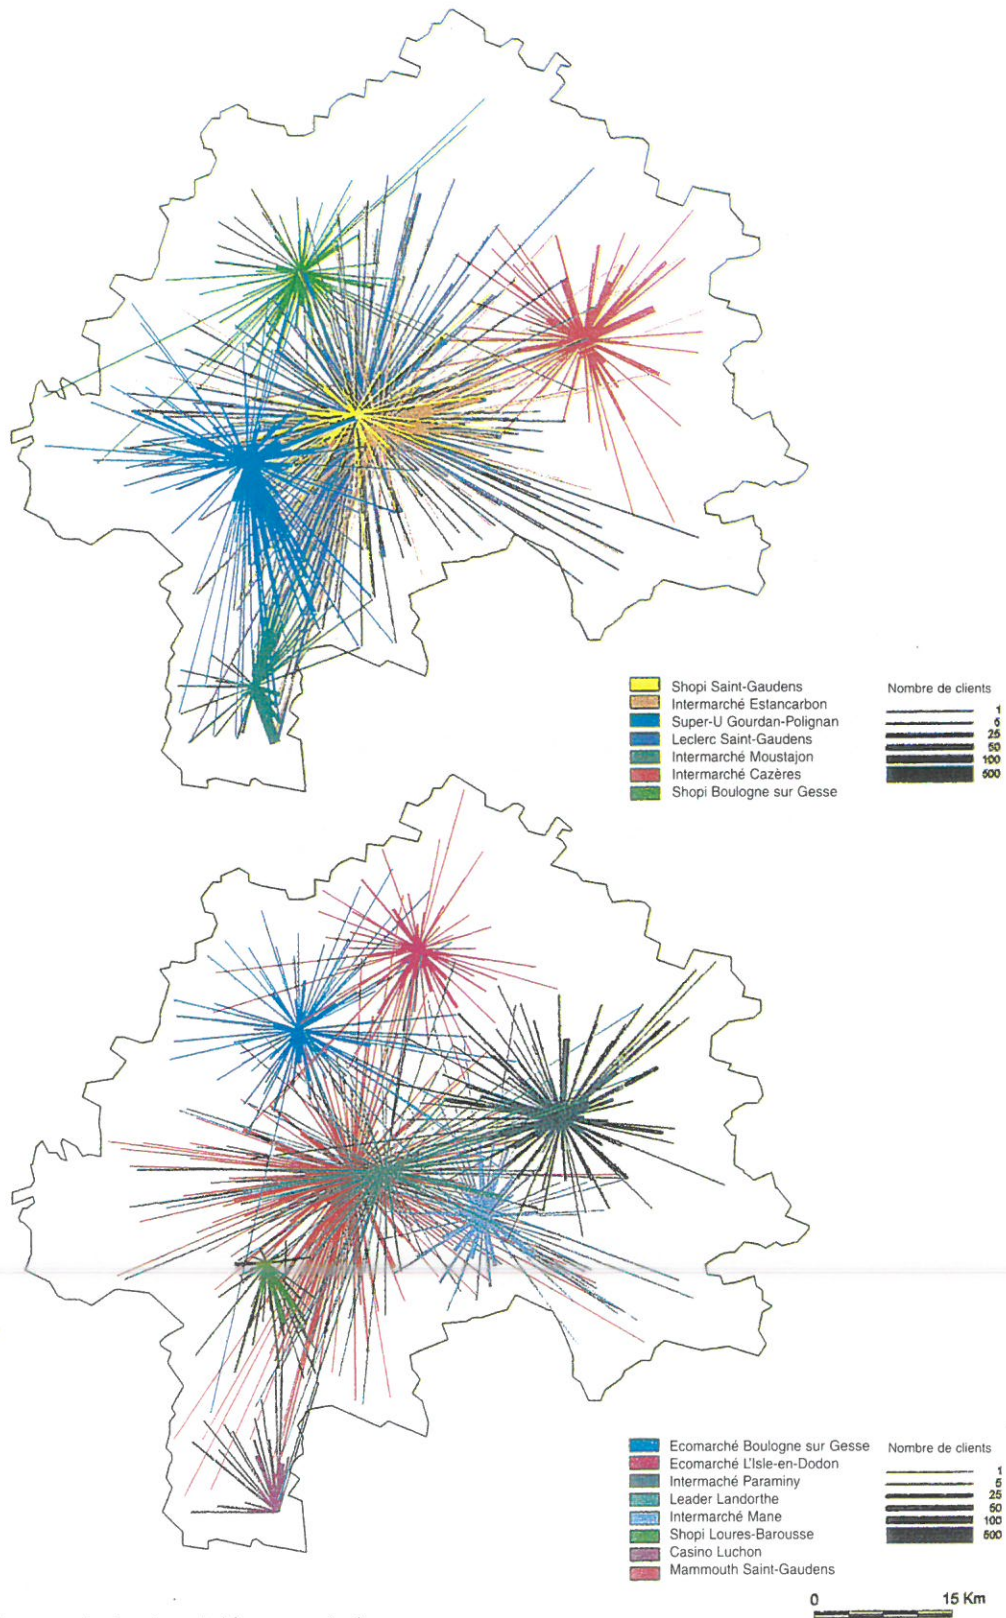 Shopi Saint-Gaudens
Intermarché Estancarbon
Super-U Gourdan-Polignan
Leclerc Saint-Gaudens
Intermarché Moustajon
Intermarché Cazères
Shopi Boulogne sur Gesse
Nombre de clients
1
5
25
50
100
500
Ecomarché Boulogne sur Gesse
Ecomarché L'Isle-en-Dodon
Intermaché Paraminy
Leader Landorthe
Intermarché Mane
Shopi Loures-Barousse
Casino Luchon
Mammouth Saint-Gaudens
Nombre de clients
1
5
25
50
100
500
0 15 Km